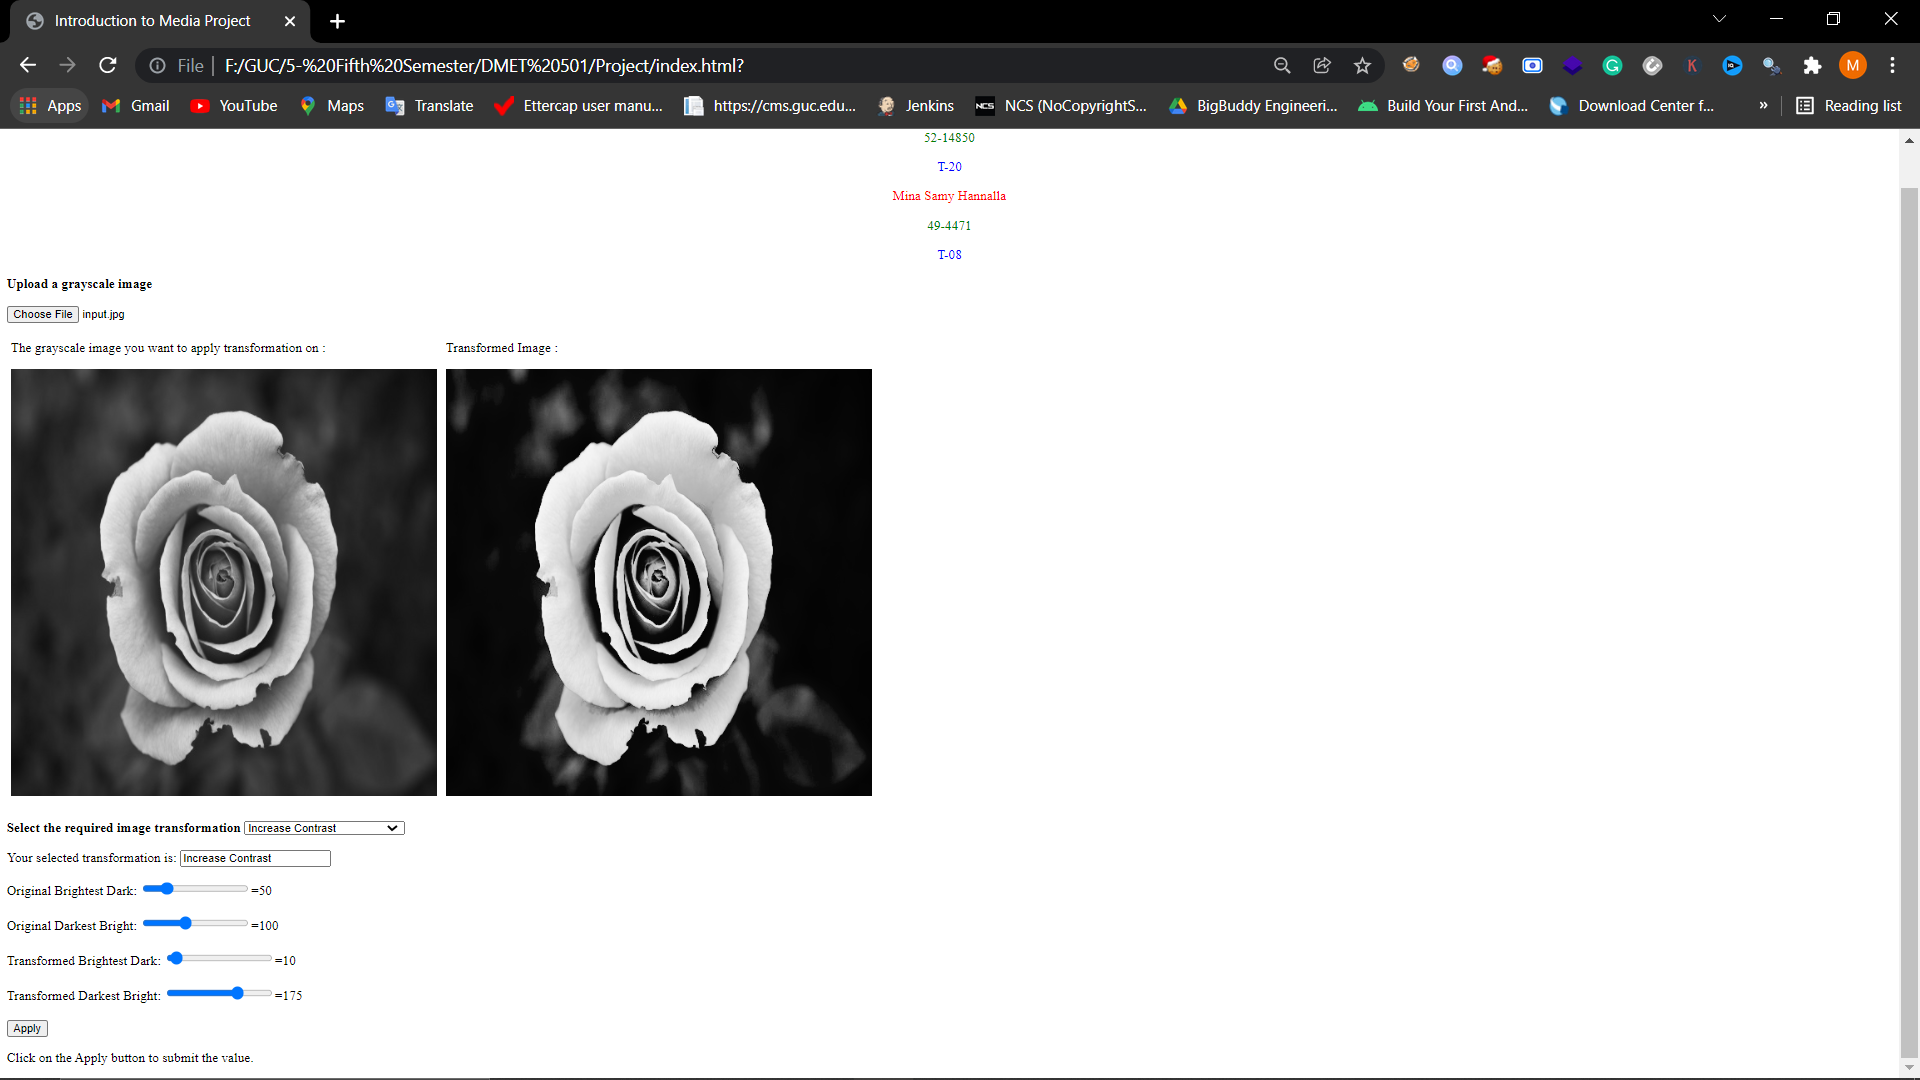 Introduction to Media Project
File F:/GUC/5-%20Fifth%20Semester/DMET%20501/Project/index.html?
M
Apps Gmail YouTube Maps Translate Ettercap user manu... https://cms.guc.edu... Jenkins NCS NCS (NoCopyrightS... BigBuddy Engineeri... Build Your First And... Download Center f... » Reading list
52-14850
T-20
Mina Samy Hannalla
49-4471
T-08
Upload a grayscale image
Choose File input.jpg
The grayscale image you want to apply transformation on : Transformed Image :
Select the required image transformation Increase Contrast
Your selected transformation is: Increase Contrast
Original Brightest Dark: =50
Original Darkest Bright: =100
Transformed Brightest Dark: =10
Transformed Darkest Bright: =175
Apply
Click on the Apply button to submit the value.